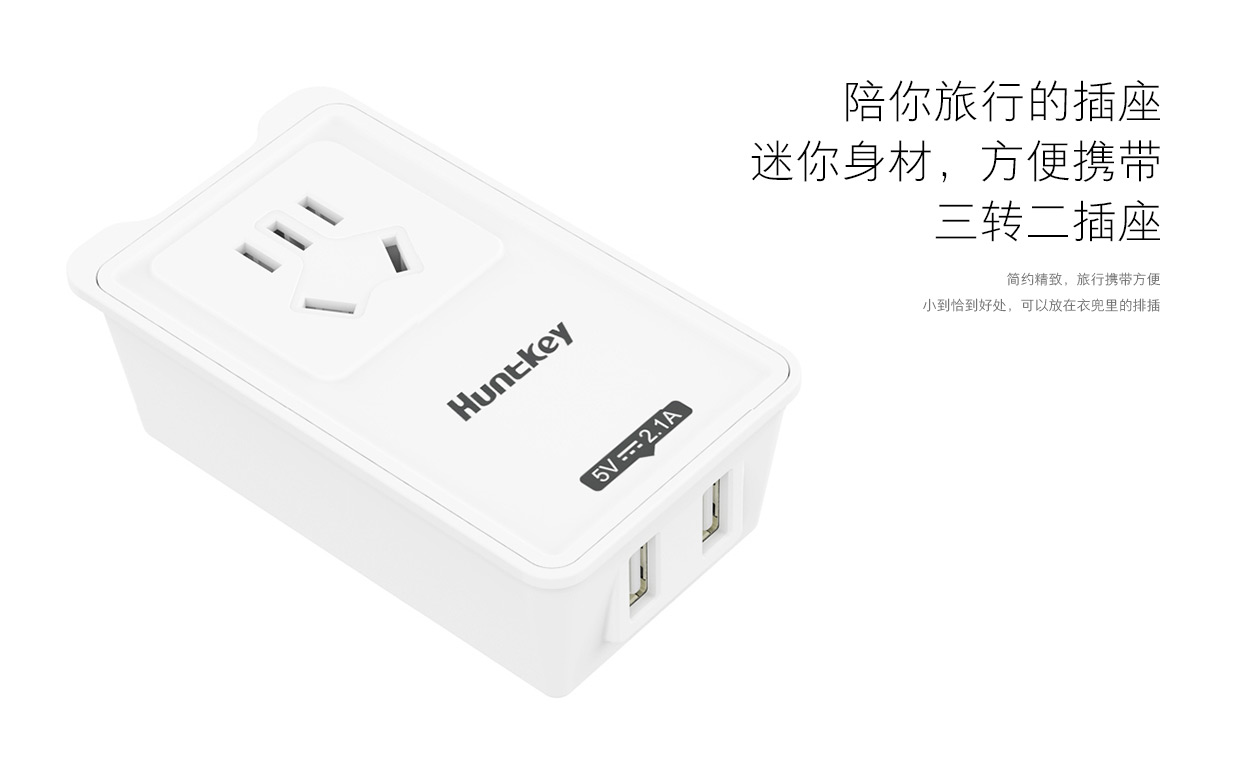 陪你旅行的插座
迷你身材，方便携带
三转二插座
简约精致，旅行携带方便
小到恰到好处，可以放在衣兜里的排插
Huntkey
5V⎓2.1A